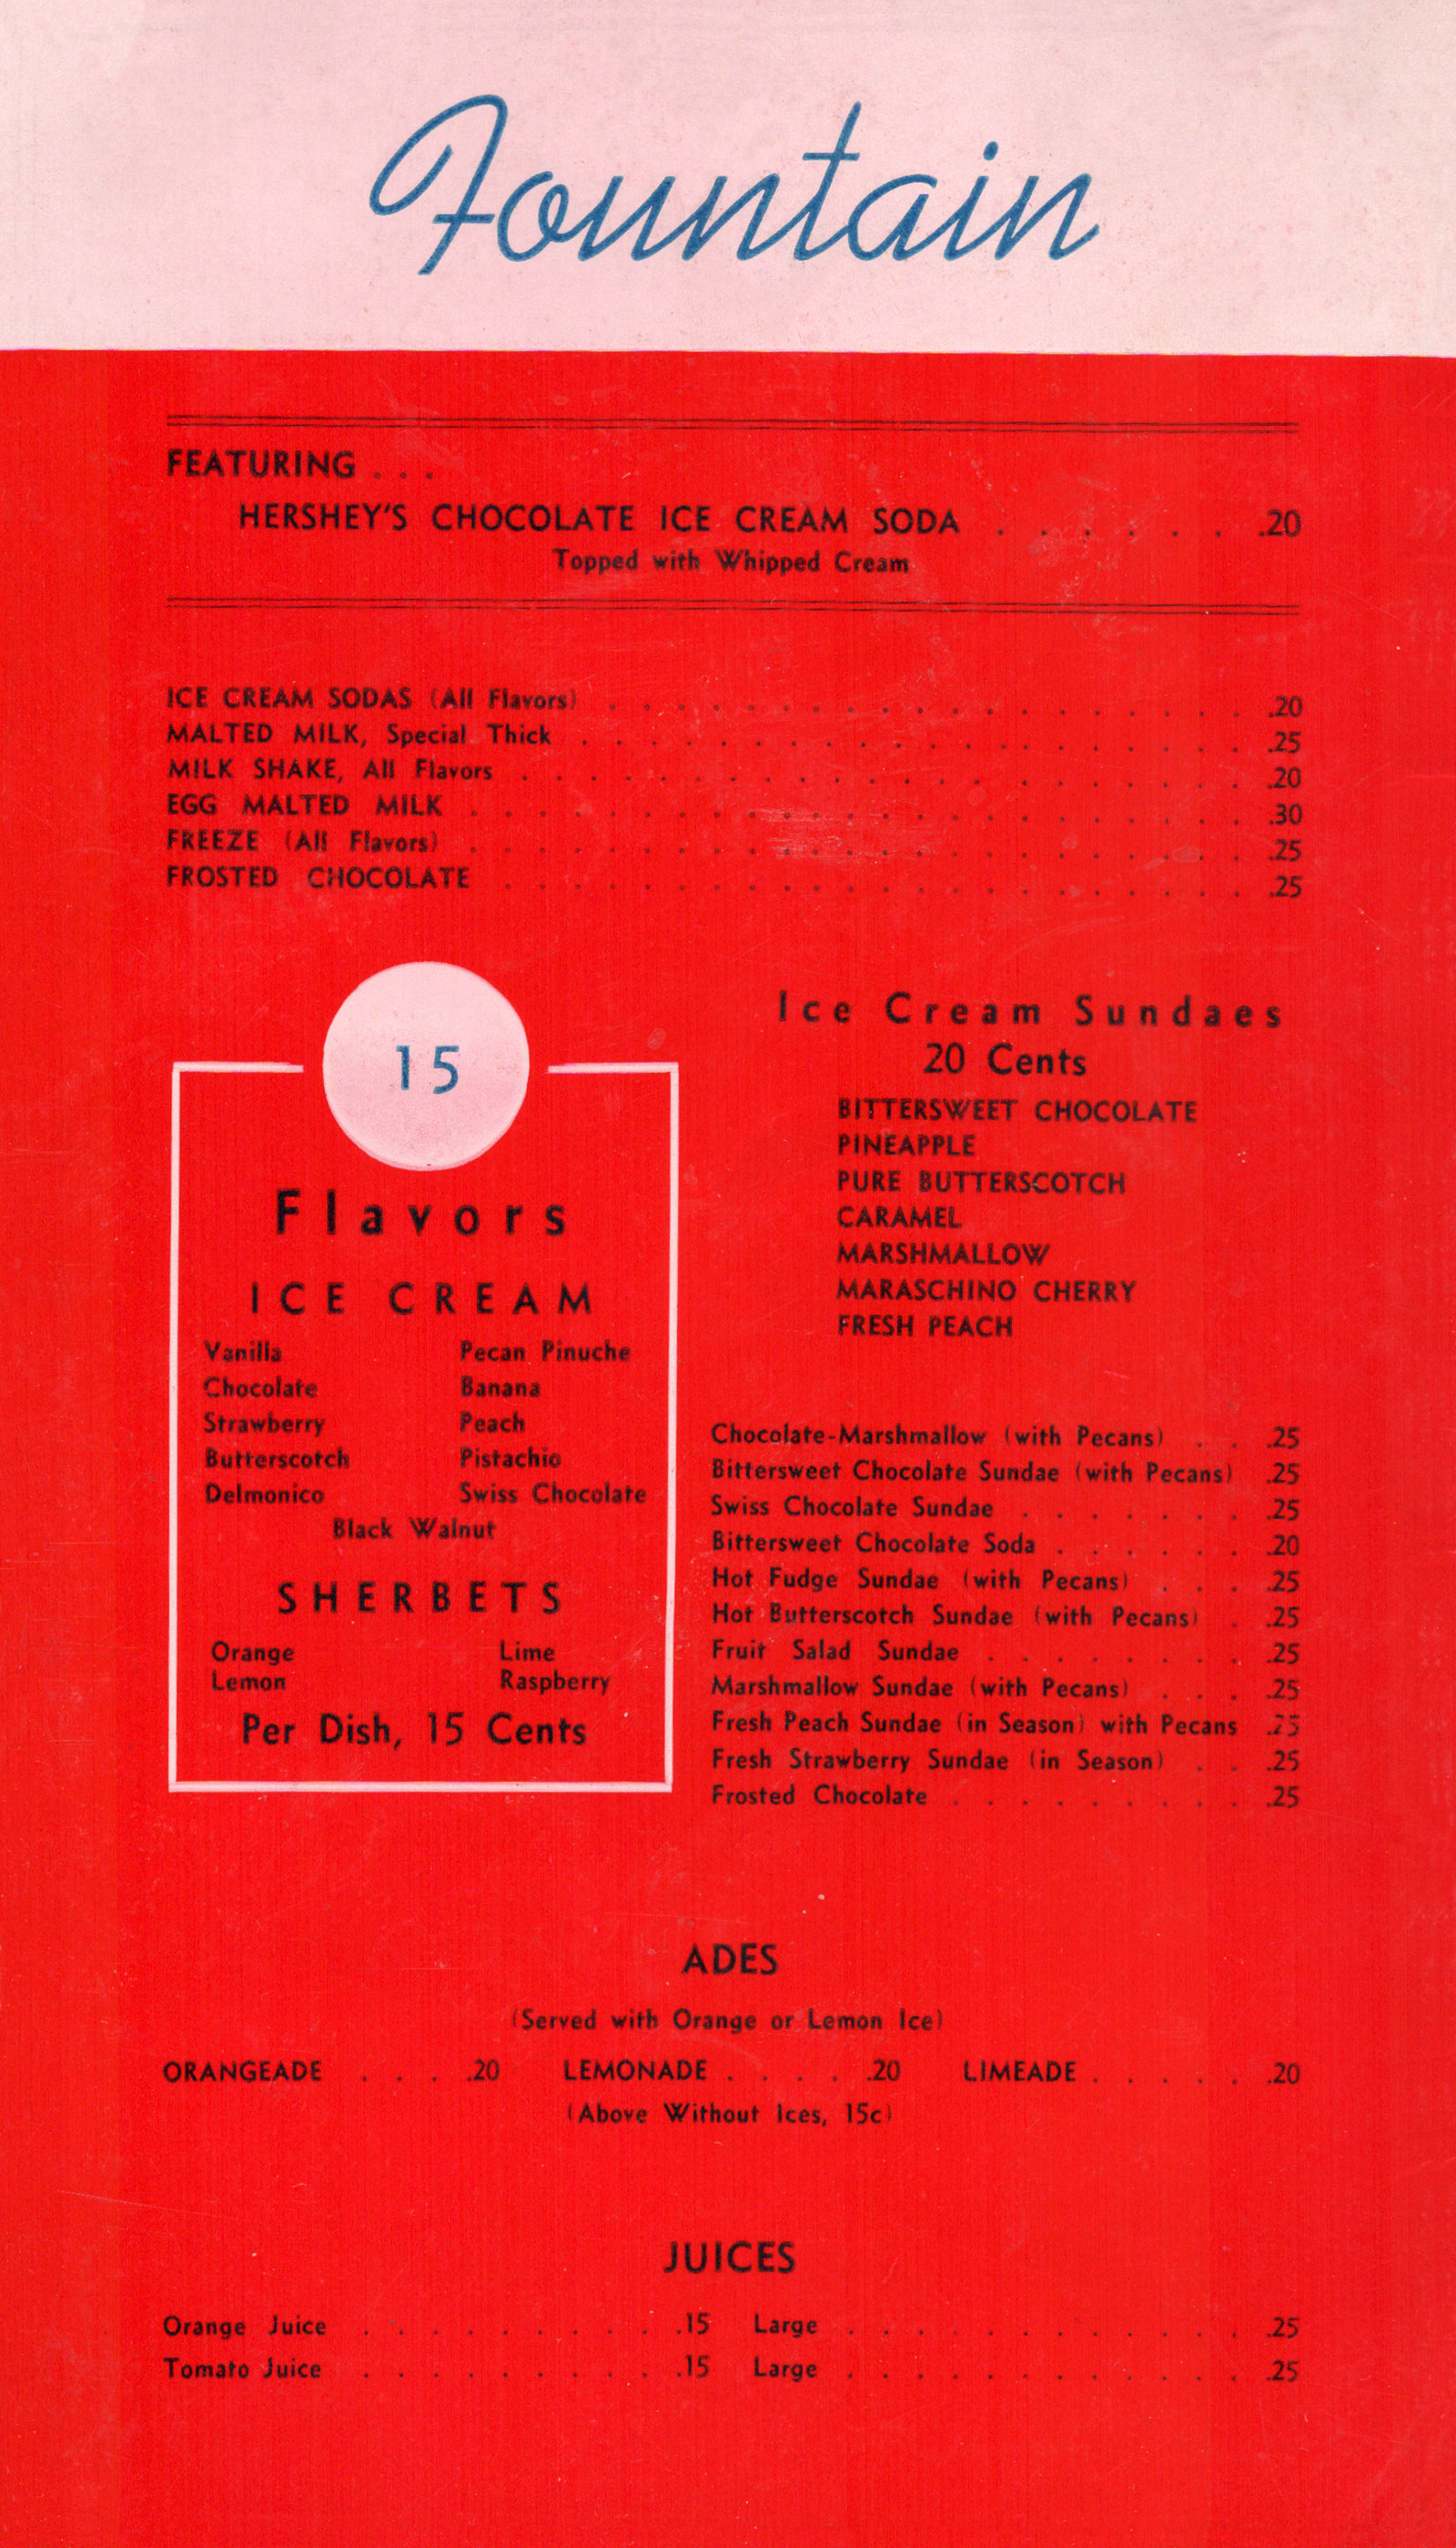 Fountain
FEATURING . . .
HERSHEY'S CHOCOLATE ICE CREAM SODA . . . . . . .20
Topped with Whipped Cream
ICE CREAM SODAS (All Flavors) . . . . . . . . . . . . . . . . . . .20
MALTED MILK, Special Thick . . . . . . . . . . . . . . . . . . . .25
MILK SHAKE, All Flavors . . . . . . . . . . . . . . . . . . . . . .20
EGG MALTED MILK . . . . . . . . . . . . . . . . . . . . . . . .30
FREEZE (All Flavors) . . . . . . . . . . . . . . . . . . . . . . . .25
FROSTED CHOCOLATE . . . . . . . . . . . . . . . . . . . . . . .25
15
Flavors
ICE CREAM
Vanilla Pecan Pinuche
Chocolate Banana
Strawberry Peach
Butterscotch Pistachio
Delmonico Swiss Chocolate
Black Walnut
SHERBETS
Orange Lime
Lemon Raspberry
Per Dish, 15 Cents
Ice Cream Sundaes
20 Cents
BITTERSWEET CHOCOLATE
PINEAPPLE
PURE BUTTERSCOTCH
CARAMEL
MARSHMALLOW
MARASCHINO CHERRY
FRESH PEACH
Chocolate-Marshmallow (with Pecans) . . .25
Bittersweet Chocolate Sundae (with Pecans) .25
Swiss Chocolate Sundae . . . . . . . .25
Bittersweet Chocolate Soda . . . . . . .20
Hot Fudge Sundae (with Pecans) . . . .25
Hot Butterscotch Sundae (with Pecans) . .25
Fruit Salad Sundae . . . . . . . . .25
Marshmallow Sundae (with Pecans) . . . .25
Fresh Peach Sundae (in Season) with Pecans .25
Fresh Strawberry Sundae (in Season) . . .25
Frosted Chocolate . . . . . . . . . .25
ADES
(Served with Orange or Lemon Ice)
ORANGEADE . . . .20 LEMONADE . . . . .20 LIMEADE . . . . . .20
(Above Without Ices, 15c)
JUICES
Orange Juice . . . . . . . . . . .15 Large . . . . . . . . . . . . .25
Tomato Juice . . . . . . . . . . .15 Large . . . . . . . . . . . . .25